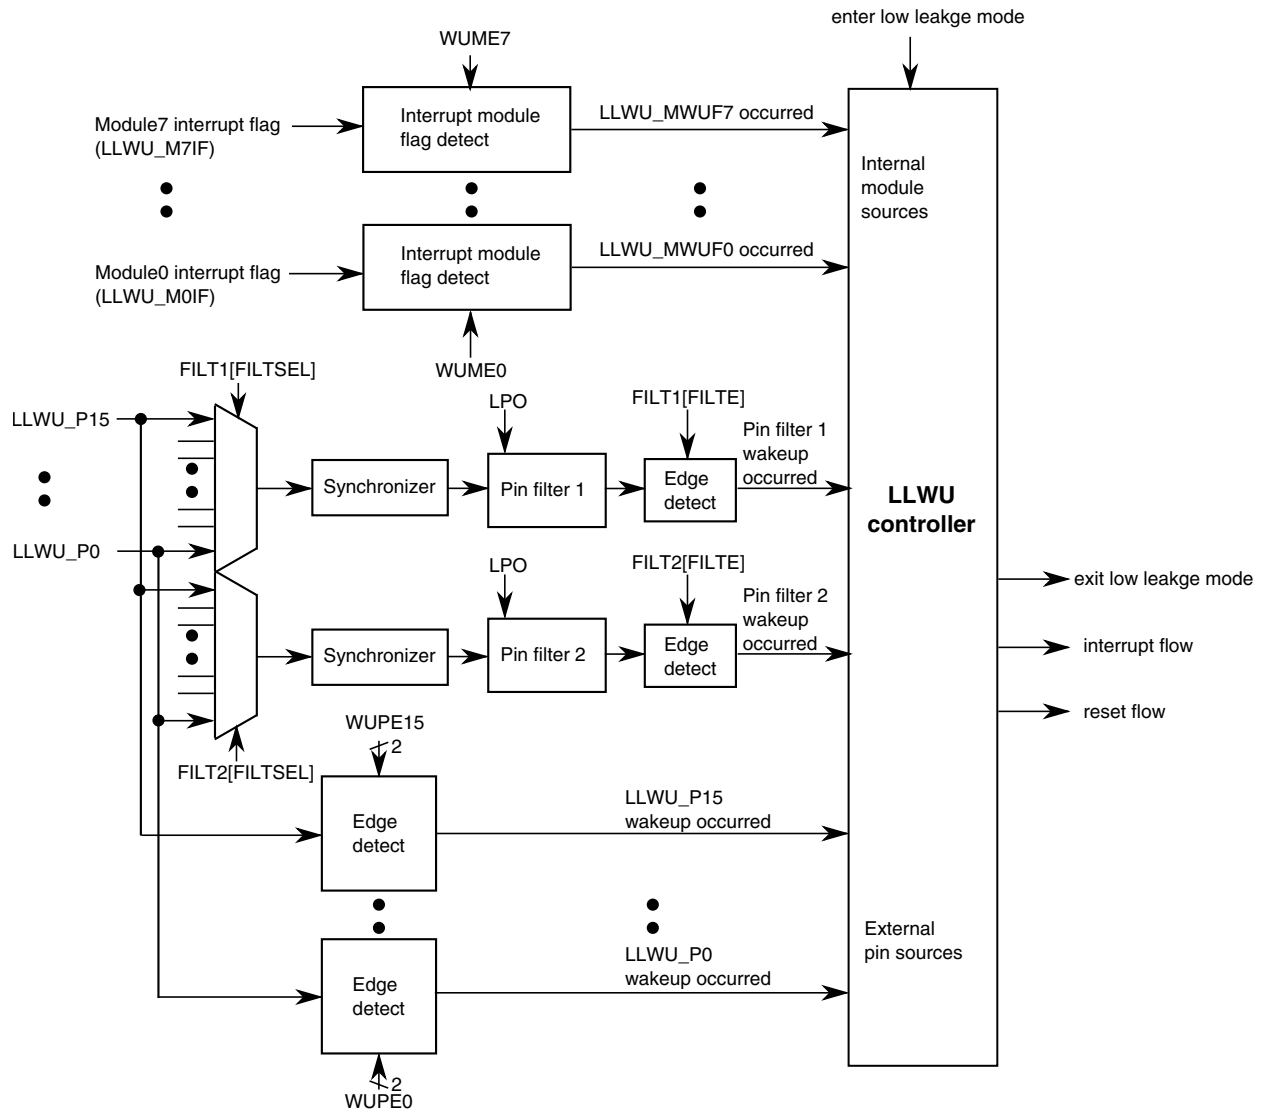 enter low leakge mode
WUME7
Module7 interrupt flag
(LLWU_M7IF)
Interrupt module
flag detect
LLWU_MWUF7 occurred
Internal
module
sources
Module0 interrupt flag
(LLWU_M0IF)
Interrupt module
flag detect
LLWU_MWUF0 occurred
WUME0
FILT1[FILTSEL]
LLWU_P15
LLWU_P0
Synchronizer
LPO
Pin filter 1
FILT1[FILTE]
Edge
detect
Pin filter 1
wakeup
occurred
LLWU
controller
Synchronizer
LPO
Pin filter 2
FILT2[FILTE]
Edge
detect
Pin filter 2
wakeup
occurred
exit low leakge mode
interrupt flow
reset flow
FILT2[FILTSEL]
WUPE15
2
Edge
detect
LLWU_P15
wakeup occurred
External
pin sources
Edge
detect
LLWU_P0
wakeup occurred
2
WUPE0